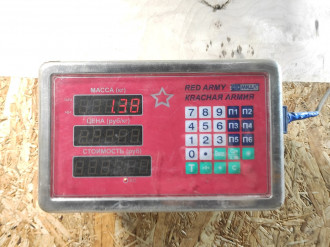 МАССА (кг)
1.98
RED ARMY
КРАСНАЯ АРМИЯ
ЦЕНА (руб/кг)
СТОИМОСТЬ (руб)
7 8 9 П1 П2
4 5 6 П3 П4
1 2 3 П5 П6
0
T C